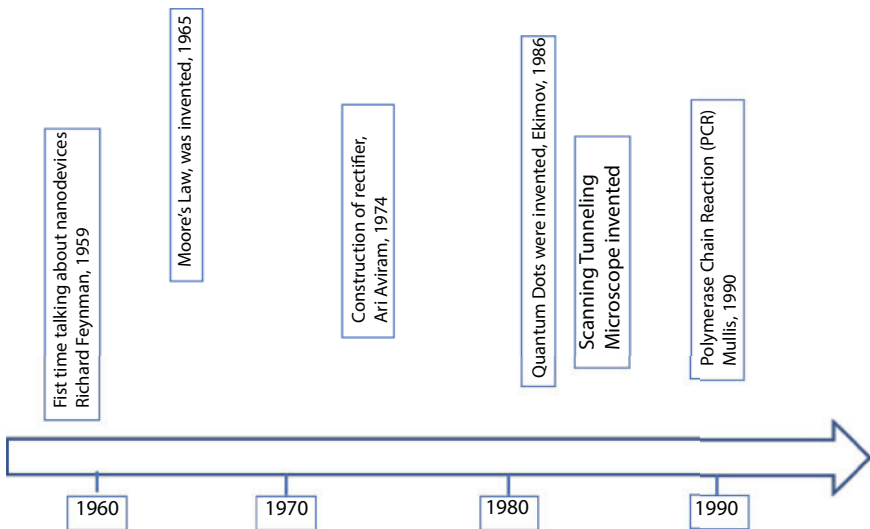 Fist time talking about nanodevices
Richard Feynman, 1959
Moore's Law, was invented, 1965
Construction of rectifier,
Ari Aviram, 1974
Quantum Dots were invented, Ekimov, 1986
Scanning Tunneling
Microscope invented
Polymerase Chain Reaction (PCR)
Mullis, 1990
1960
1970
1980
1990